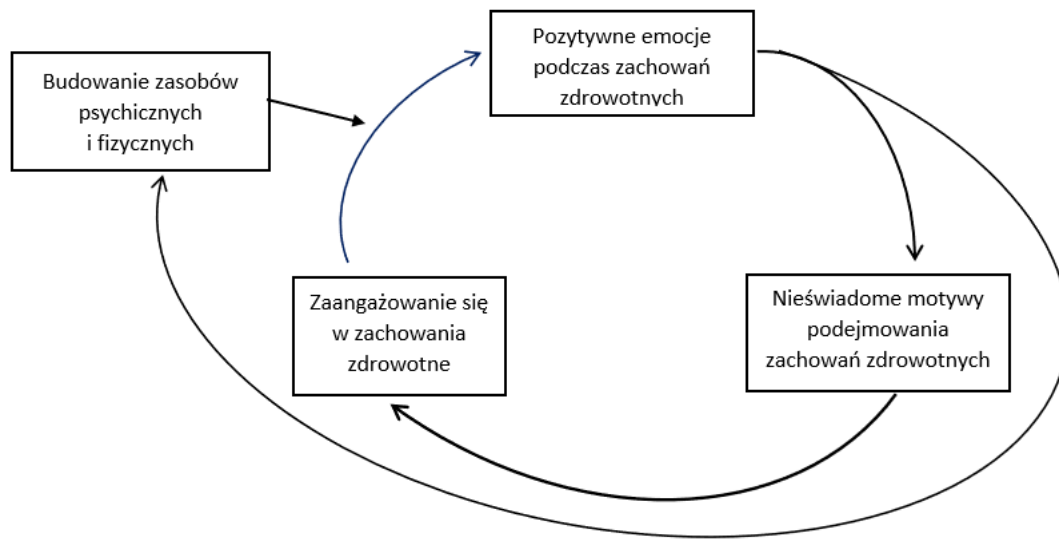 Pozytywne emocje
podczas zachowań
zdrowotnych
Budowanie zasobów
psychicznych
i fizycznych
Zaangażowanie się
w zachowania
zdrowotne
Nieświadome motywy
podejmowania
zachowań zdrowotnych